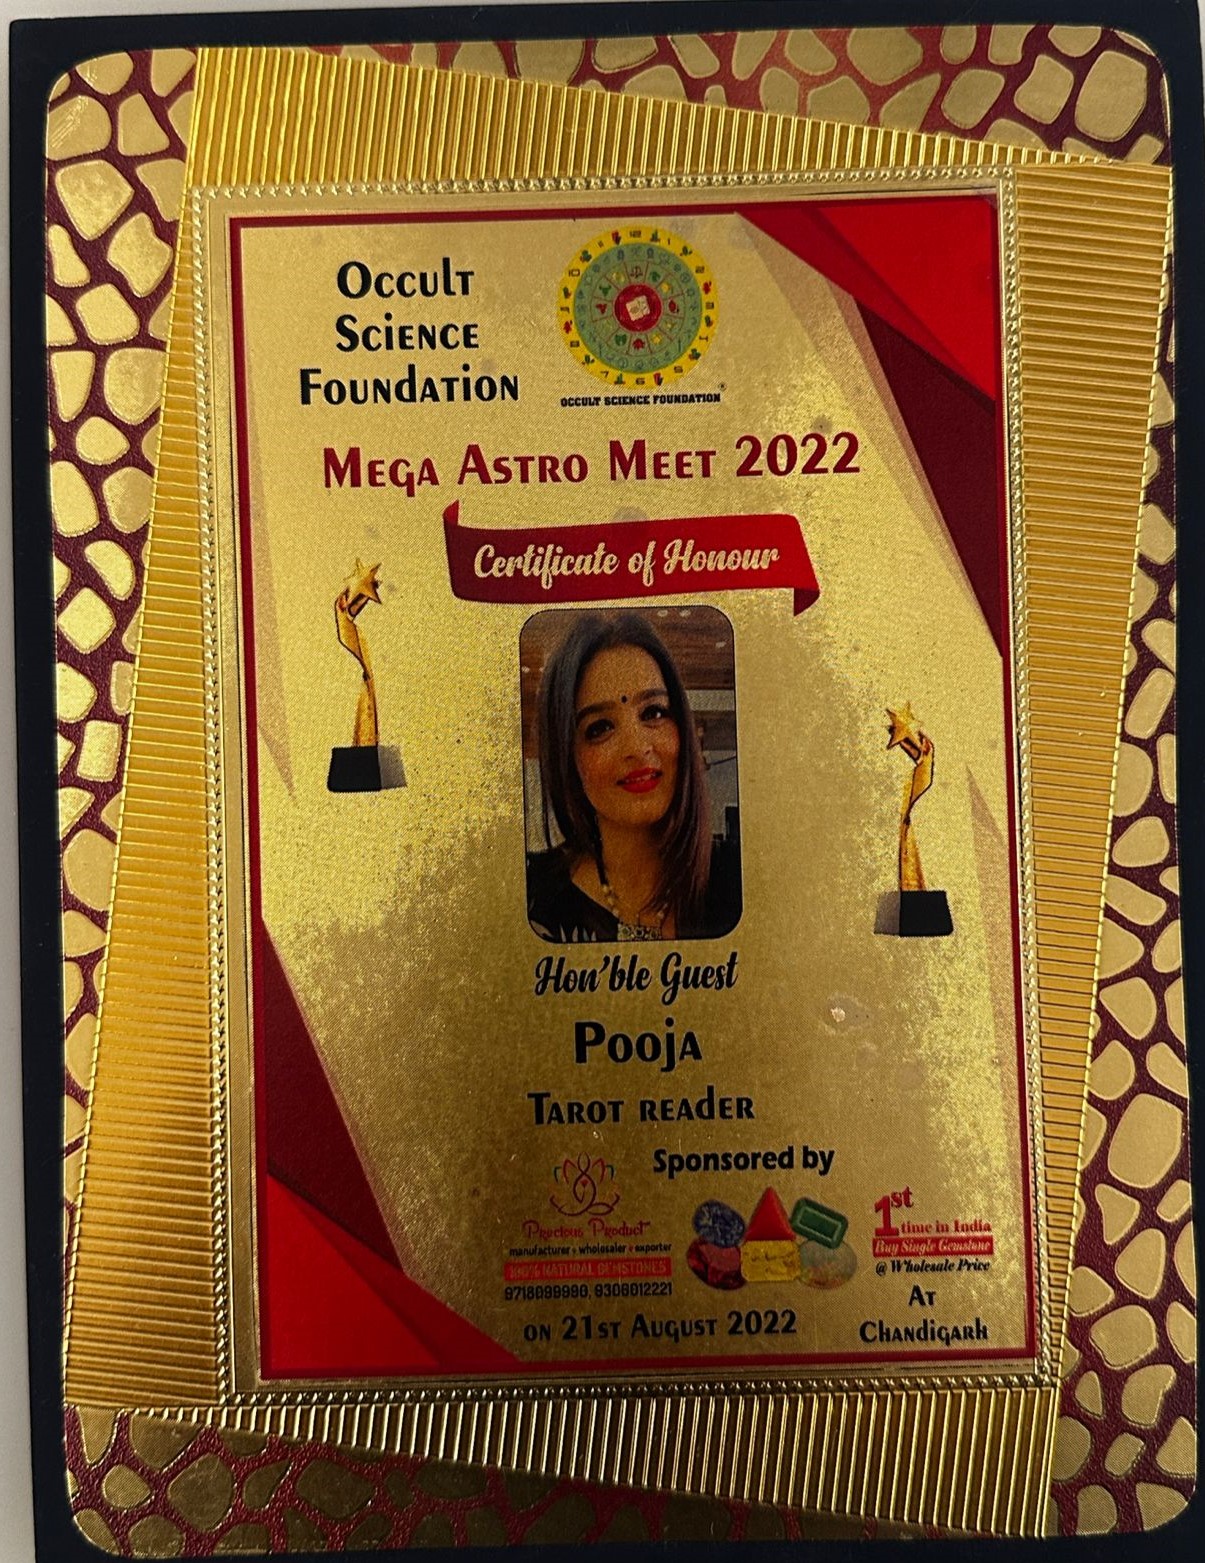 Occult
Science
Foundation
OCCULT SCIENCE FOUNDATION
Mega Astro Meet 2022
Certificate of Honour
Hon'ble Guest
Pooja
Tarot reader
Sponsored by
Precious Product
manufacturer wholesaler exporter
100% NATURAL GEMSTONES
9306012221
1st
time in India
Buy Single Gemstone
@ Wholesale Price
on 21st August 2022
At
Chandigarh